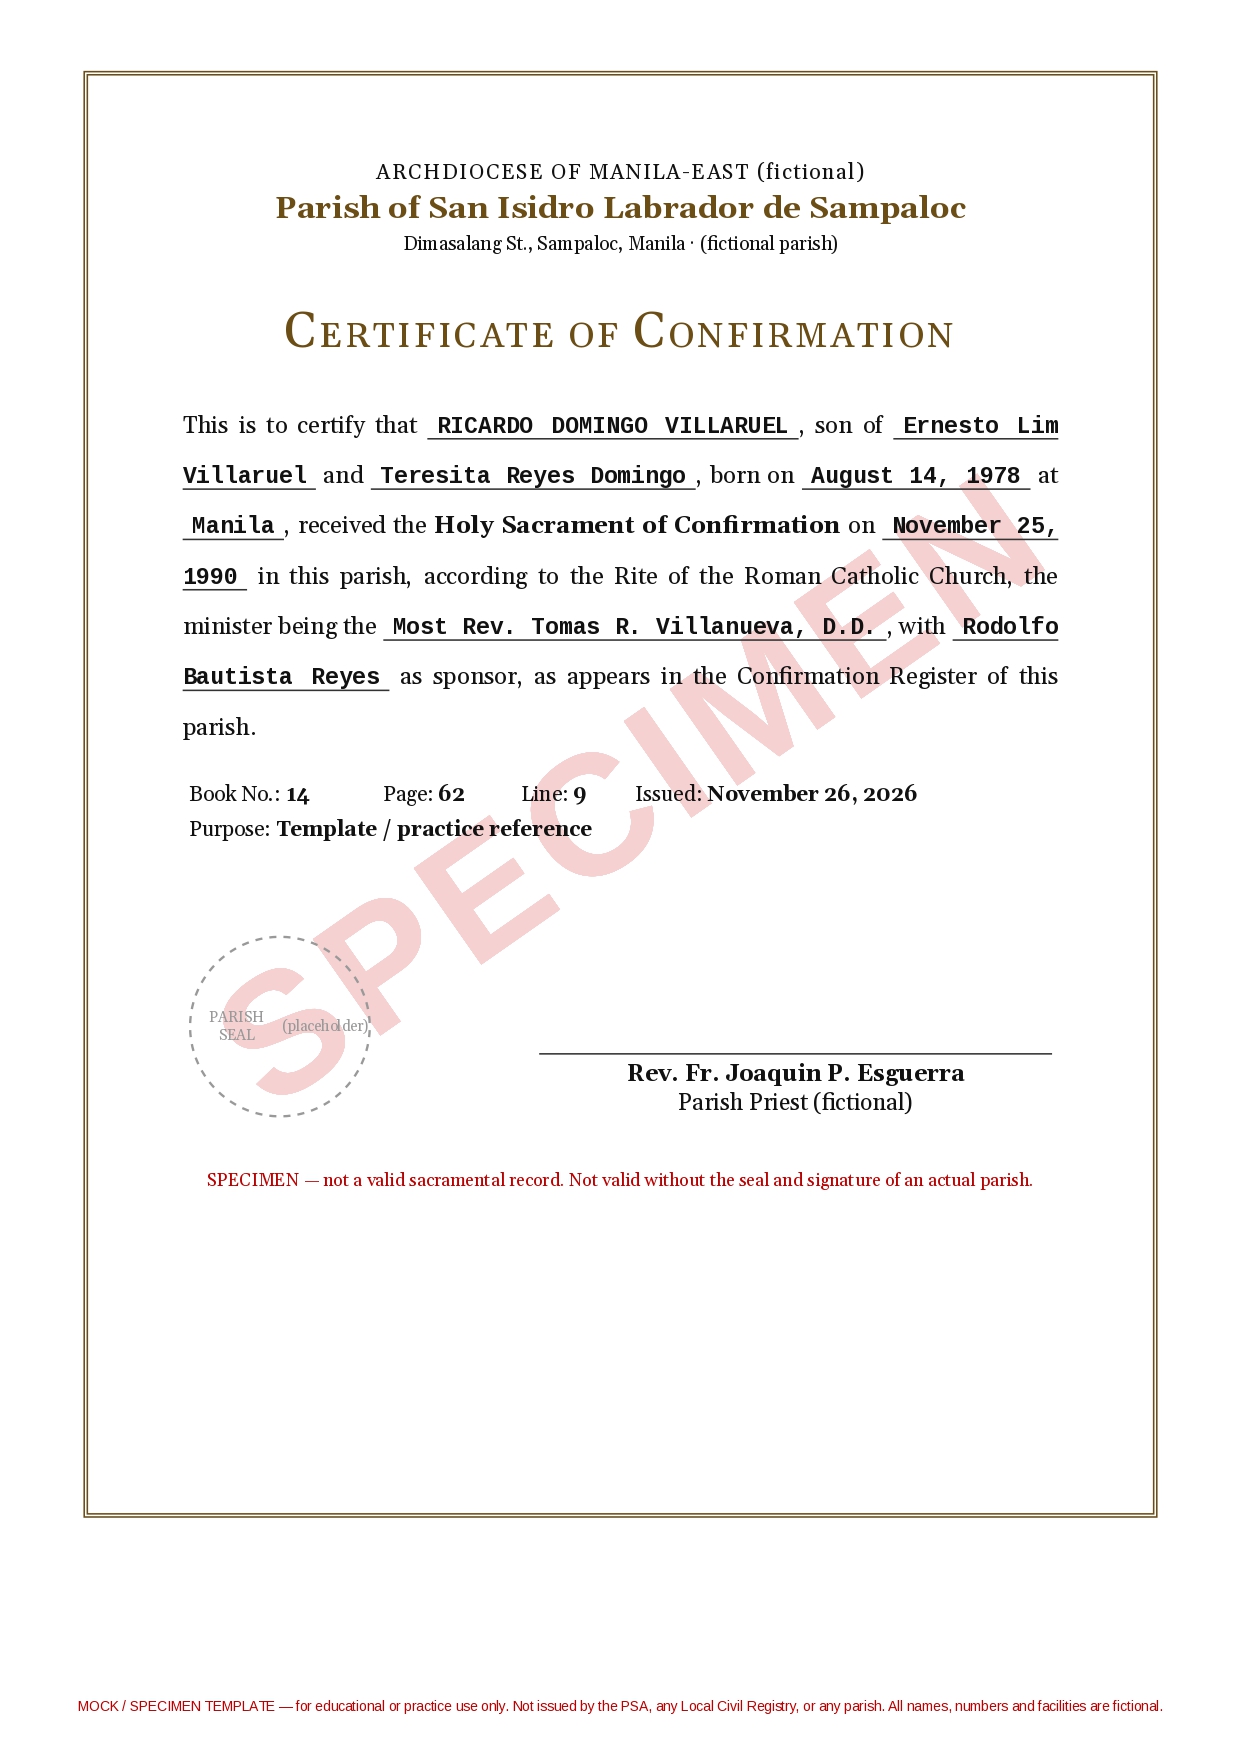 ARCHDIOCESE OF MANILA-EAST (fictional)
Parish of San Isidro Labrador de Sampaloc
Dimasalang St., Sampaloc, Manila · (fictional parish)
CERTIFICATE OF CONFIRMATION
This is to certify that RICARDO DOMINGO VILLARUEL , son of Ernesto Lim
Villaruel and Teresita Reyes Domingo , born on August 14, 1978 at
Manila , received the Holy Sacrament of Confirmation on November 25,
1990 in this parish, according to the Rite of the Roman Catholic Church, the
minister being the Most Rev. Tomas R. Villanueva, D.D. , with Rodolfo
Bautista Reyes as sponsor, as appears in the Confirmation Register of this
parish.
Book No.: 14 Page: 62 Line: 9 Issued: November 26, 2026
Purpose: Template / practice reference
SPECIMEN
PARISH
SEAL
(placeholder)
Rev. Fr. Joaquin P. Esguerra
Parish Priest (fictional)
SPECIMEN — not a valid sacramental record. Not valid without the seal and signature of an actual parish.
MOCK / SPECIMEN TEMPLATE — for educational or practice use only. Not issued by the PSA, any Local Civil Registry, or any parish. All names, numbers and facilities are fictional.